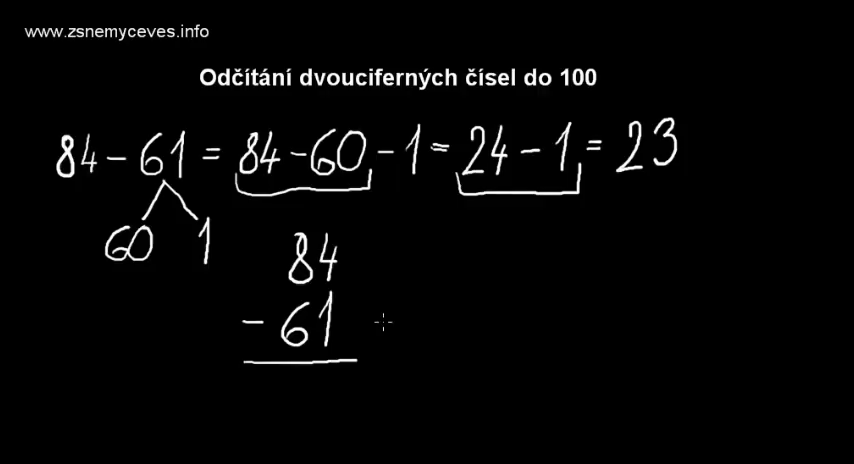 www.zsnemyceves.info
Odčítání dvouciferných čísel do 100
84 - 61 = 84 - 60 - 1 = 24 - 1 = 23
60 1
84
- 61